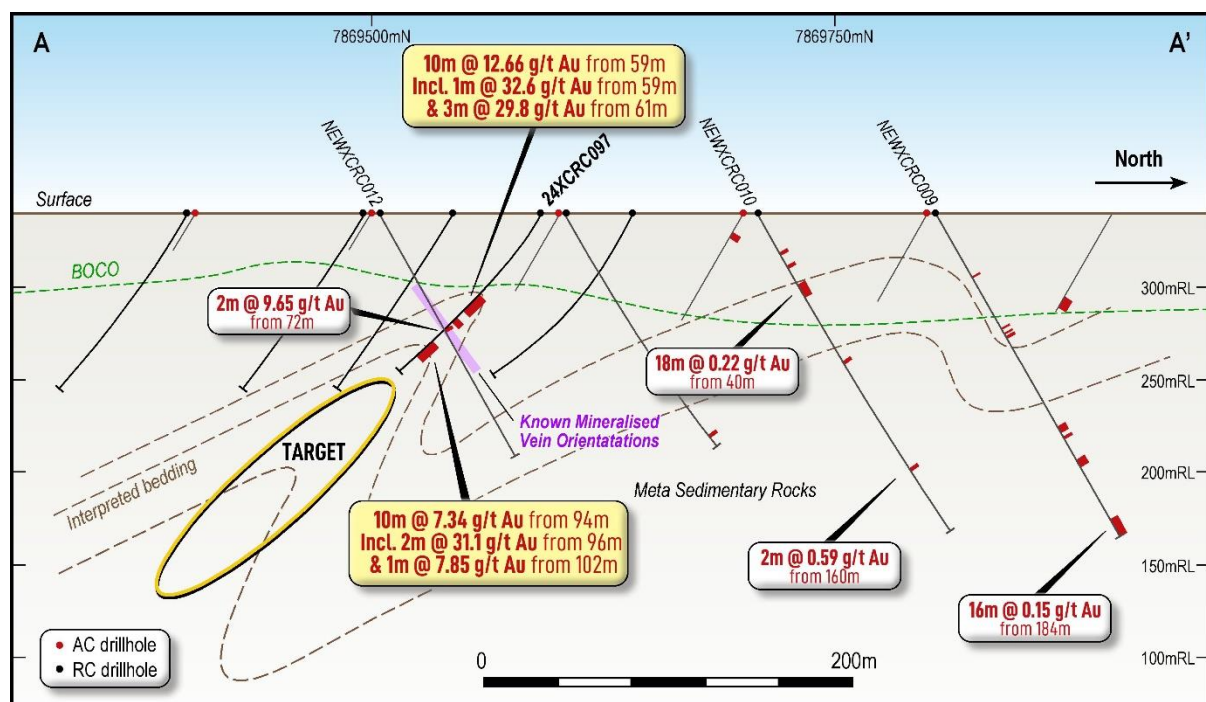 A
7869500mN
7869750mN
A'
10m @ 12.66 g/t Au from 59m
Incl. 1m @ 32.6 g/t Au from 59m
& 3m @ 29.8 g/t Au from 61m
NEWXCRC012
24XCRC097
NEWXCRC010
NEWXCRC009
North
Surface
BOCO
300mRL
2m @ 9.65 g/t Au
from 72m
18m @ 0.22 g/t Au
from 40m
250mRL
Known Mineralised
Vein Orientatations
TARGET
Interpreted bedding
200mRL
Meta Sedimentary Rocks
10m @ 7.34 g/t Au from 94m
Incl. 2m @ 31.1 g/t Au from 96m
& 1m @ 7.85 g/t Au from 102m
2m @ 0.59 g/t Au
from 160m
150mRL
16m @ 0.15 g/t Au
from 184m
AC drillhole
RC drillhole
0
200m
100mRL